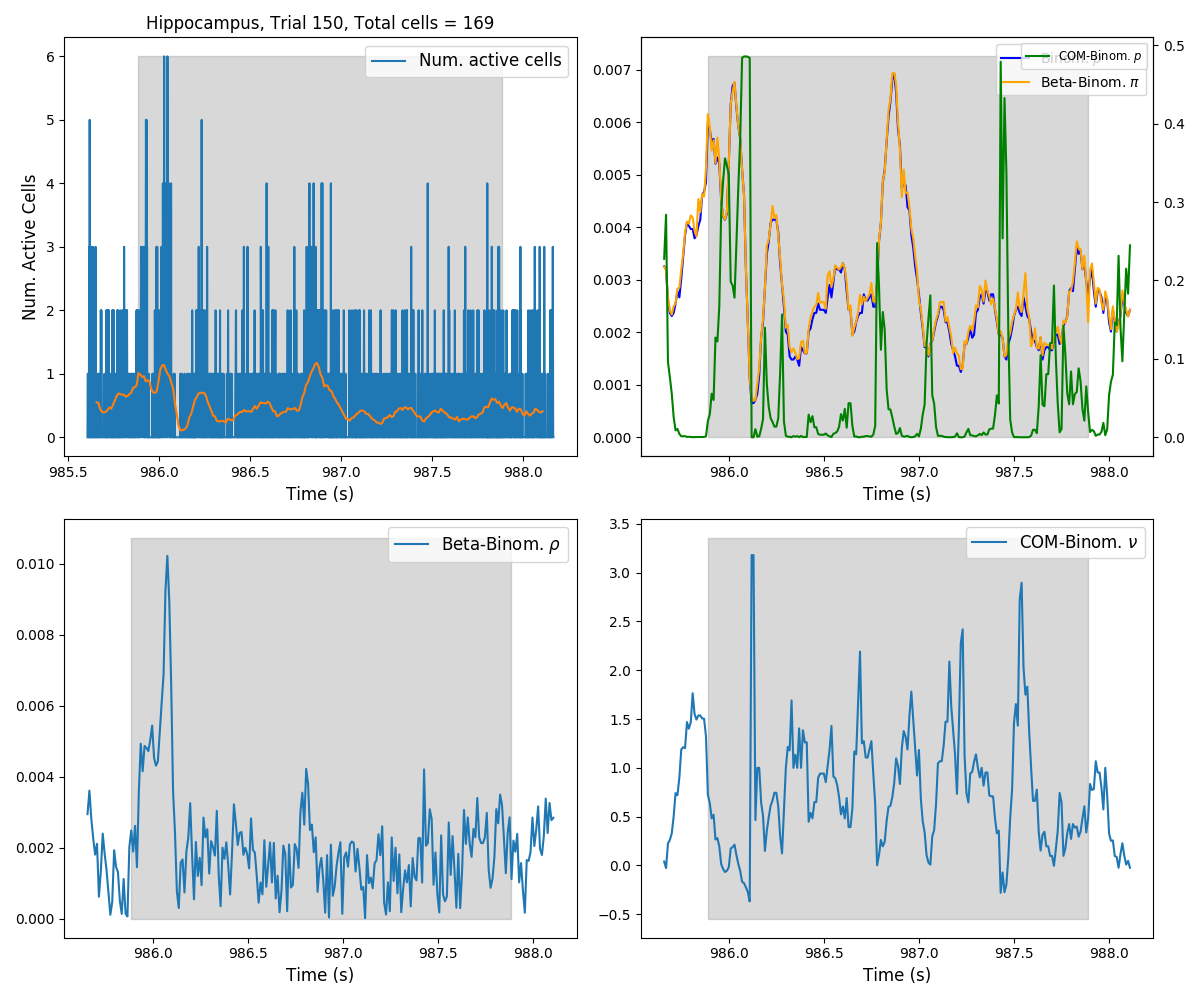 Hippocampus, Trial 150, Total cells = 169
Num. Active Cells
6
5
4
3
2
1
0
Num. active cells
985.5 986.0 986.5 987.0 987.5 988.0
Time (s)
0.007
0.006
0.005
0.004
0.003
0.002
0.001
0.000
COM-Binom. p
Beta-Binom. π
0.5
0.4
0.3
0.2
0.1
0.0
986.0 986.5 987.0 987.5 988.0
Time (s)
0.010
0.008
0.006
0.004
0.002
0.000
Beta-Binom. ρ
986.0 986.5 987.0 987.5 988.0
Time (s)
3.5
3.0
2.5
2.0
1.5
1.0
0.5
0.0
−0.5
COM-Binom. ν
986.0 986.5 987.0 987.5 988.0
Time (s)